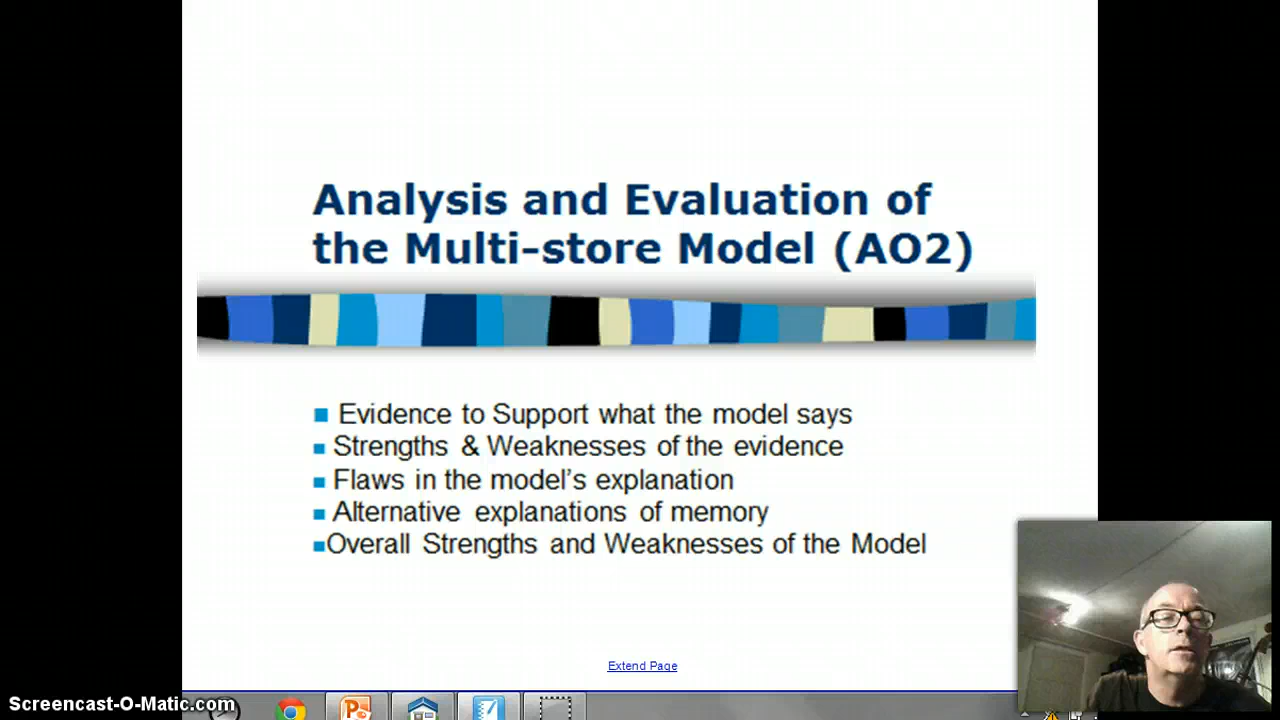 Analysis and Evaluation of
the Multi-store Model (AO2)
Evidence to Support what the model says
Strengths & Weaknesses of the evidence
Flaws in the model's explanation
Alternative explanations of memory
Overall Strengths and Weaknesses of the Model
Extend Page
Screencast-O-Matic.com